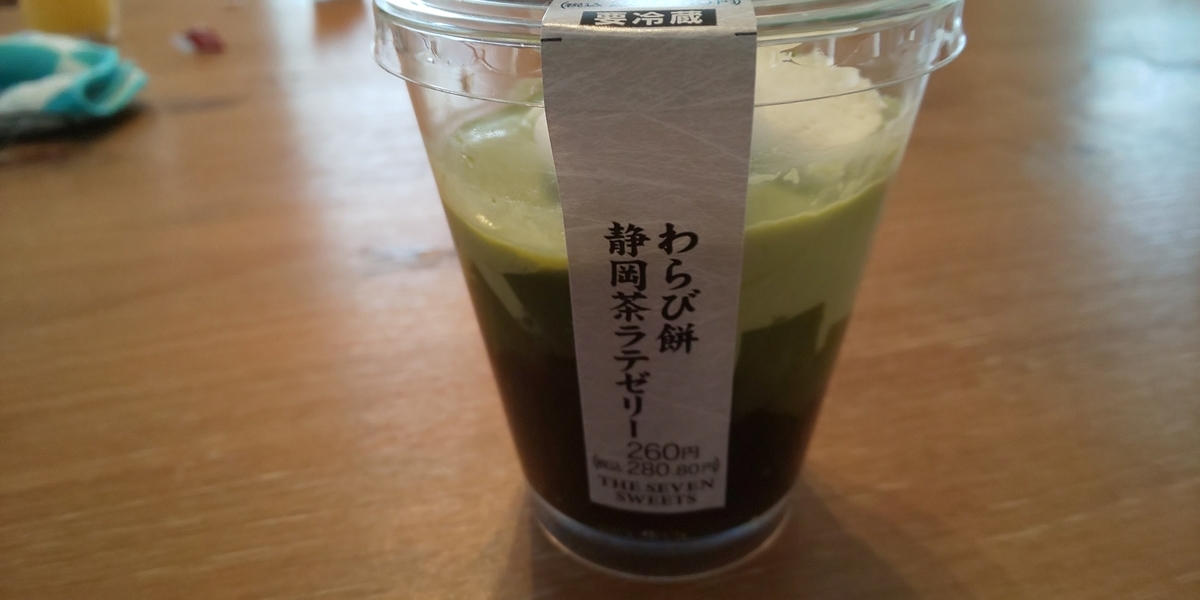 要冷蔵
わらび餅
静岡茶ラテゼリー
260円
(税込280.80円)
THE SEVEN
SWEETS